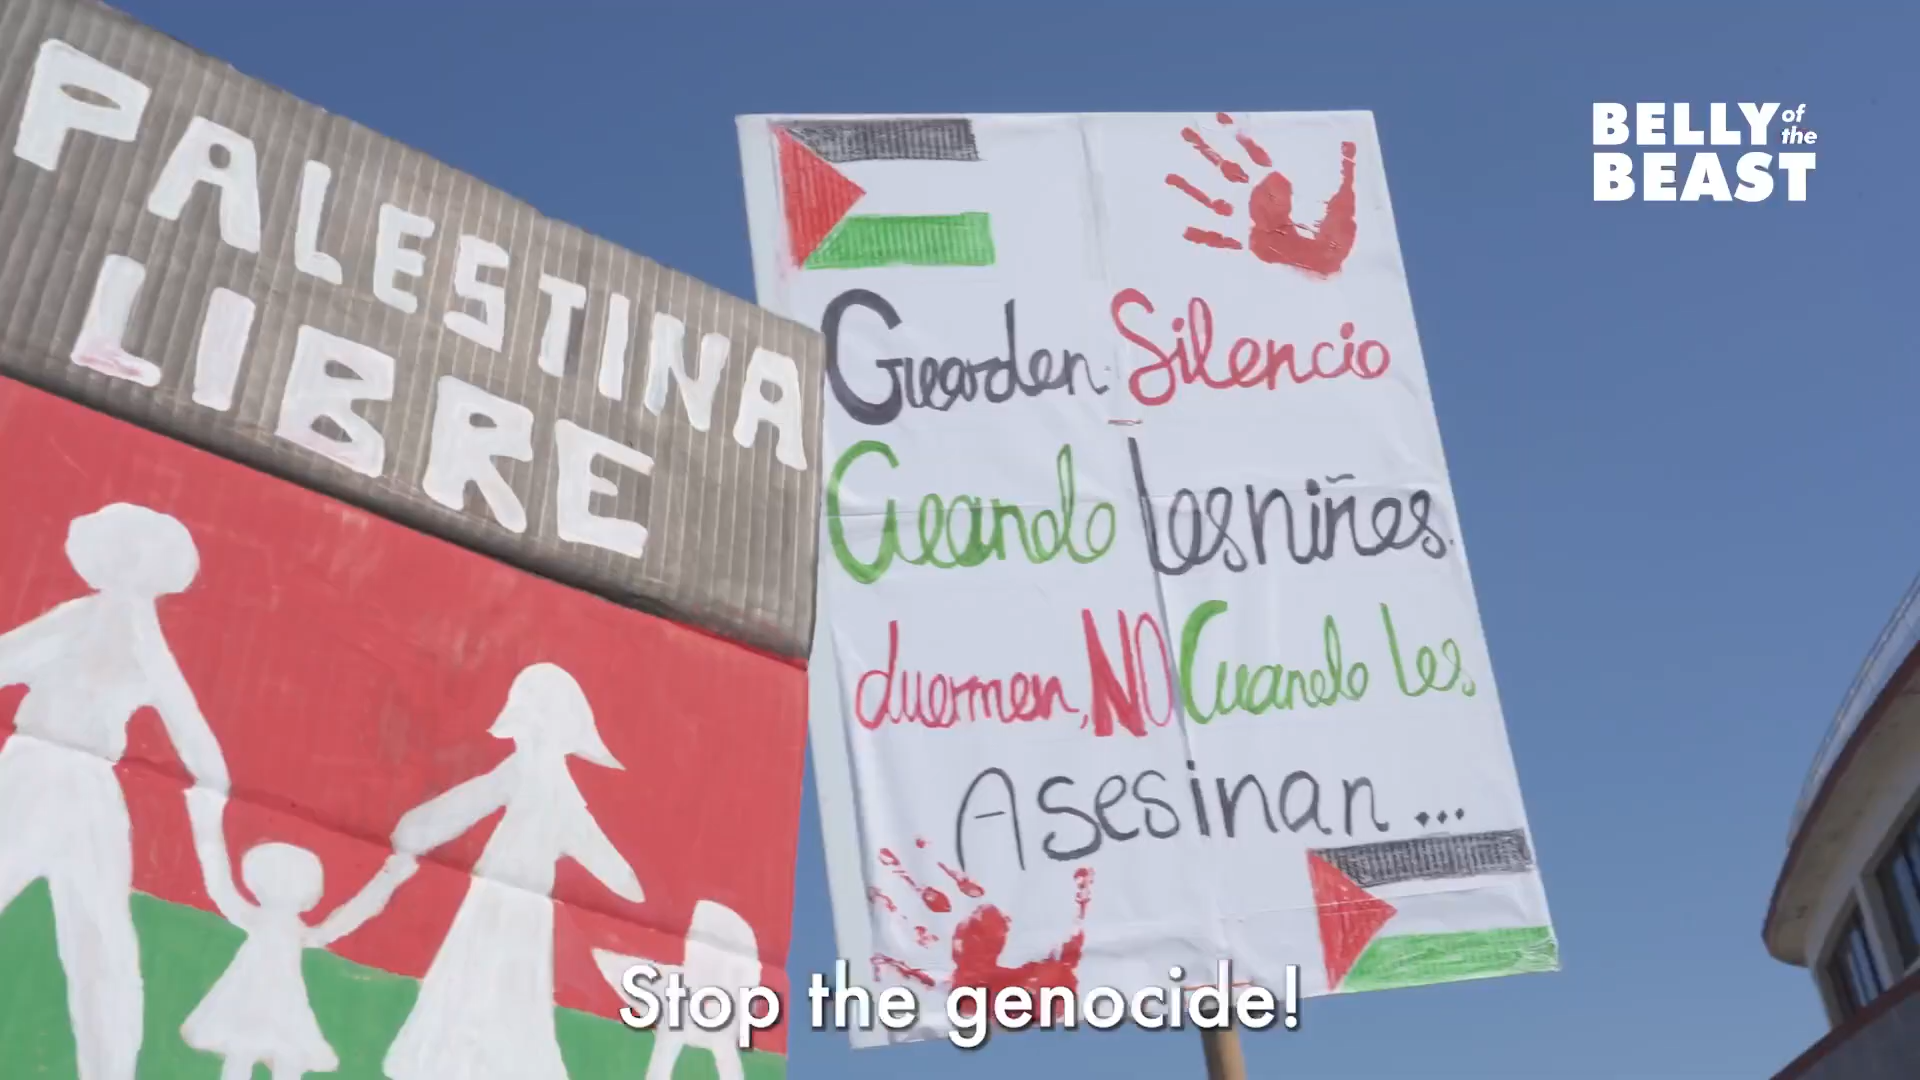 PALESTINA
LIBRE
Guarden Silencio
Cuando les niñes
duermen, NO Cuando les
Asesinan...
BELLY of the
BEAST
Stop the genocide!